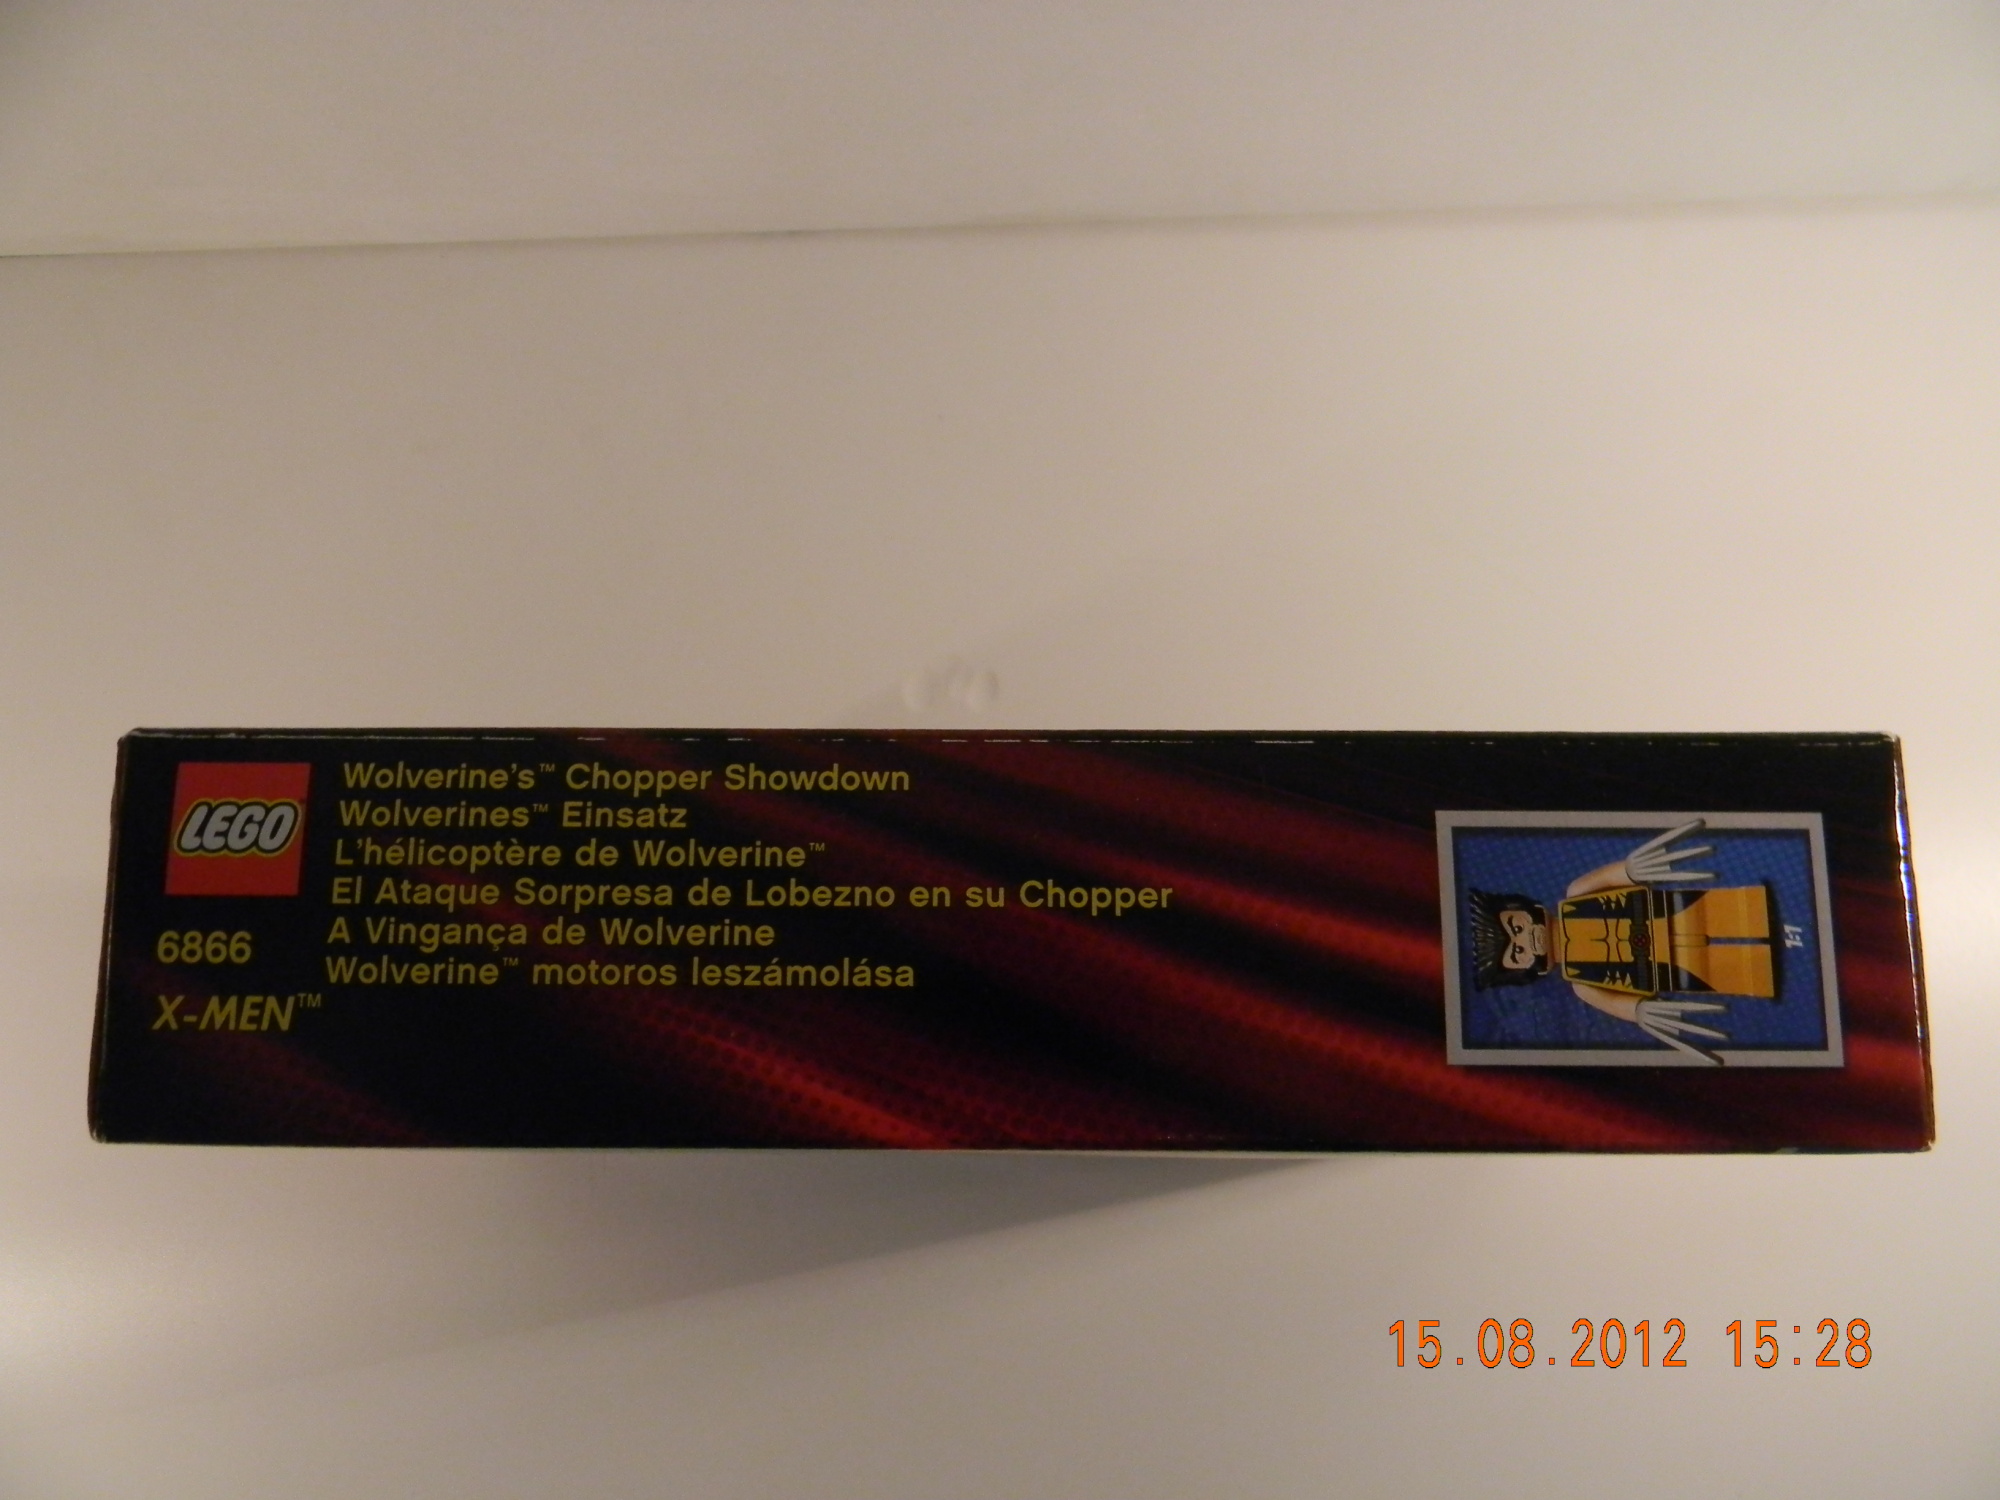 LEGO
6866
X-MEN™
Wolverine's™ Chopper Showdown
Wolverines™ Einsatz
L'hélicoptère de Wolverine™
El Ataque Sorpresa de Lobezno en su Chopper
A Vingança de Wolverine
Wolverine™ motoros leszámolása
1:1
15.08.2012 15:28